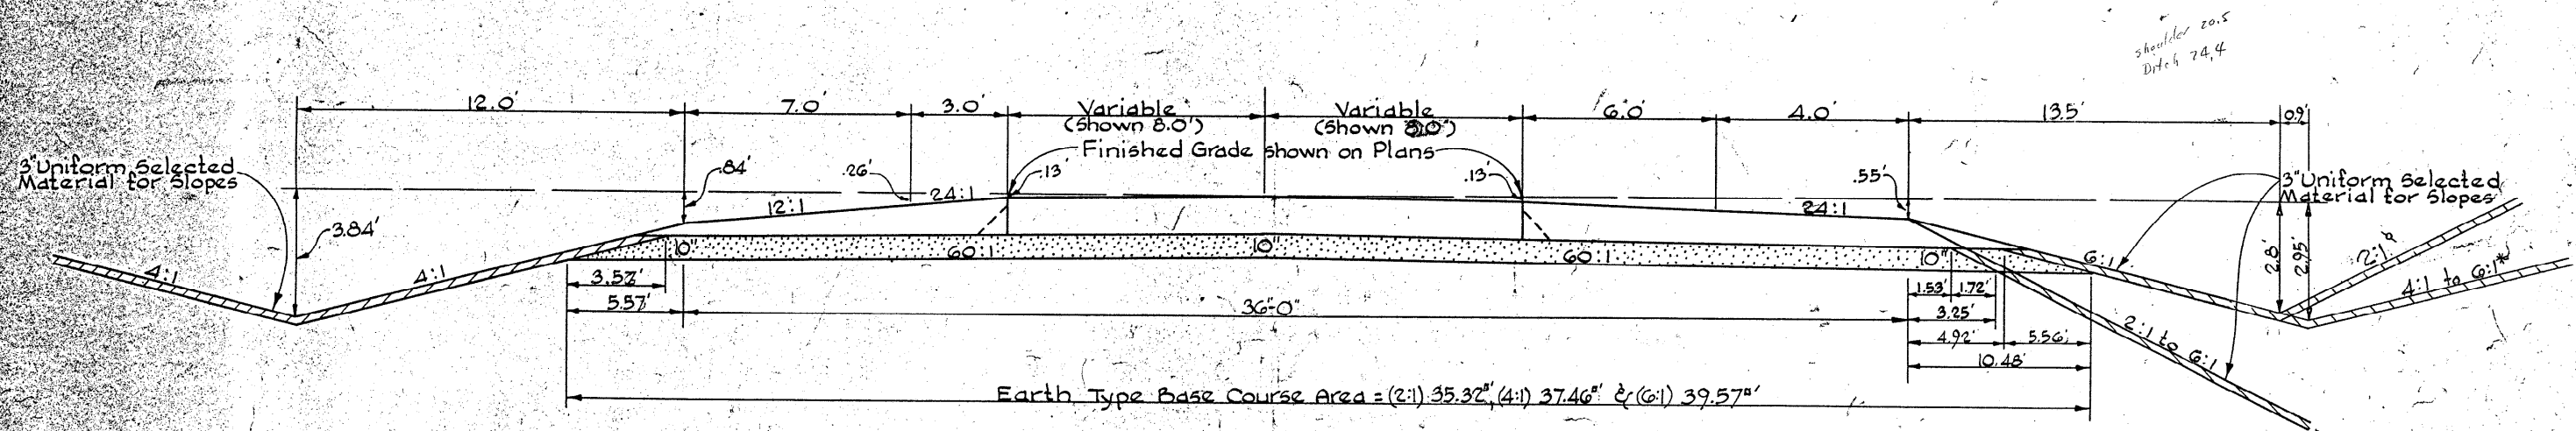 shoulder 20.5
Ditch 24.4
12.0'
7.0'
3.0'
Variable
(Shown 8.0')
Variable
(Shown
6.0'
4.0'
13.5'
0.9'
Finished Grade shown on Plans
3" Uniform Selected
Material for Slopes
.84'
.26'
.13'
.13'
.55'
3" Uniform Selected
Material for Slopes
12:1
24:1
24:1
3.84'
2.8'
2.95'
4:1
4:1
10"
60:1
10"
60:1
10"
6:1
2:1
4:1 to 6:1*
5.57'
36'-0"
1.53'
1.72'
3.25'
4.92'
5.56'
10.48'
2:1 to 6:1
Earth Type Base Course Area = (2:1) 35.32□', (4:1) 37.46□' & (6:1) 39.57□'